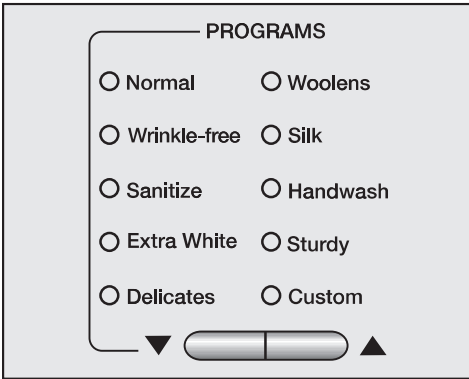 PROGRAMS
Normal
Woolens
Wrinkle-free
Silk
Sanitize
Handwash
Extra White
Sturdy
Delicates
Custom